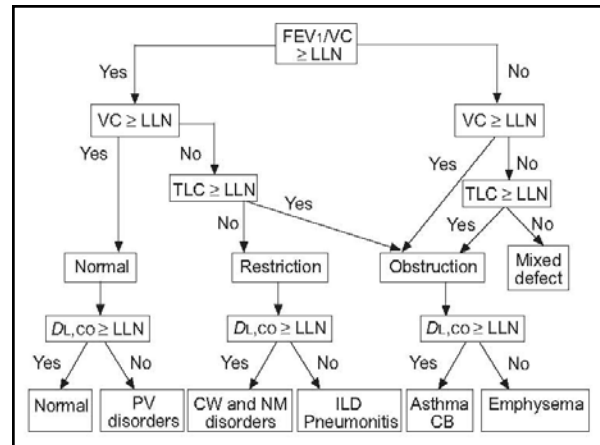 FEV1/VC
≥ LLN
Yes
No
VC ≥ LLN
VC ≥ LLN
Yes
No
Yes
No
TLC ≥ LLN
TLC ≥ LLN
Yes
No
Yes
No
Normal
Restriction
Obstruction
Mixed
defect
DL,CO ≥ LLN
DL,CO ≥ LLN
DL,CO ≥ LLN
Yes
No
Yes
No
Yes
No
Normal
PV
disorders
CW and NM
disorders
ILD
Pneumonitis
Asthma
CB
Emphysema